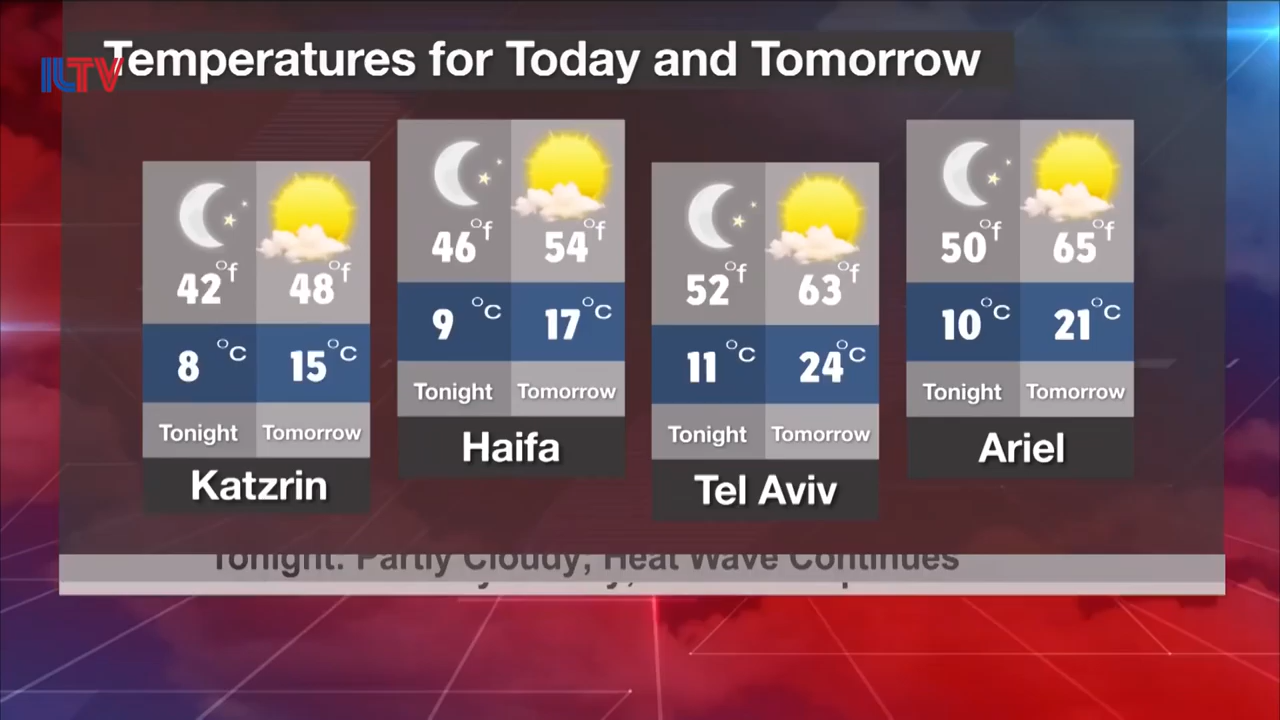 ILTV
Temperatures for Today and Tomorrow
42°f 48°f
8 °C 15°C
Tonight Tomorrow
Katzrin
46°f 54°f
9 °C 17°C
Tonight Tomorrow
Haifa
52°f 63°f
11 °C 24°C
Tonight Tomorrow
Tel Aviv
50°f 65°f
10°C 21°C
Tonight Tomorrow
Ariel
Tonight: Partly Cloudy, Heat Wave Continues